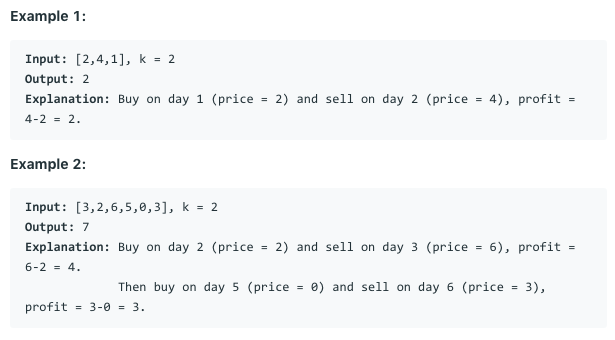 Example 1:
Input: [2,4,1], k = 2
Output: 2
Explanation: Buy on day 1 (price = 2) and sell on day 2 (price = 4), profit =
4-2 = 2.
Example 2:
Input: [3,2,6,5,0,3], k = 2
Output: 7
Explanation: Buy on day 2 (price = 2) and sell on day 3 (price = 6), profit =
6-2 = 4.
Then buy on day 5 (price = 0) and sell on day 6 (price = 3),
profit = 3-0 = 3.